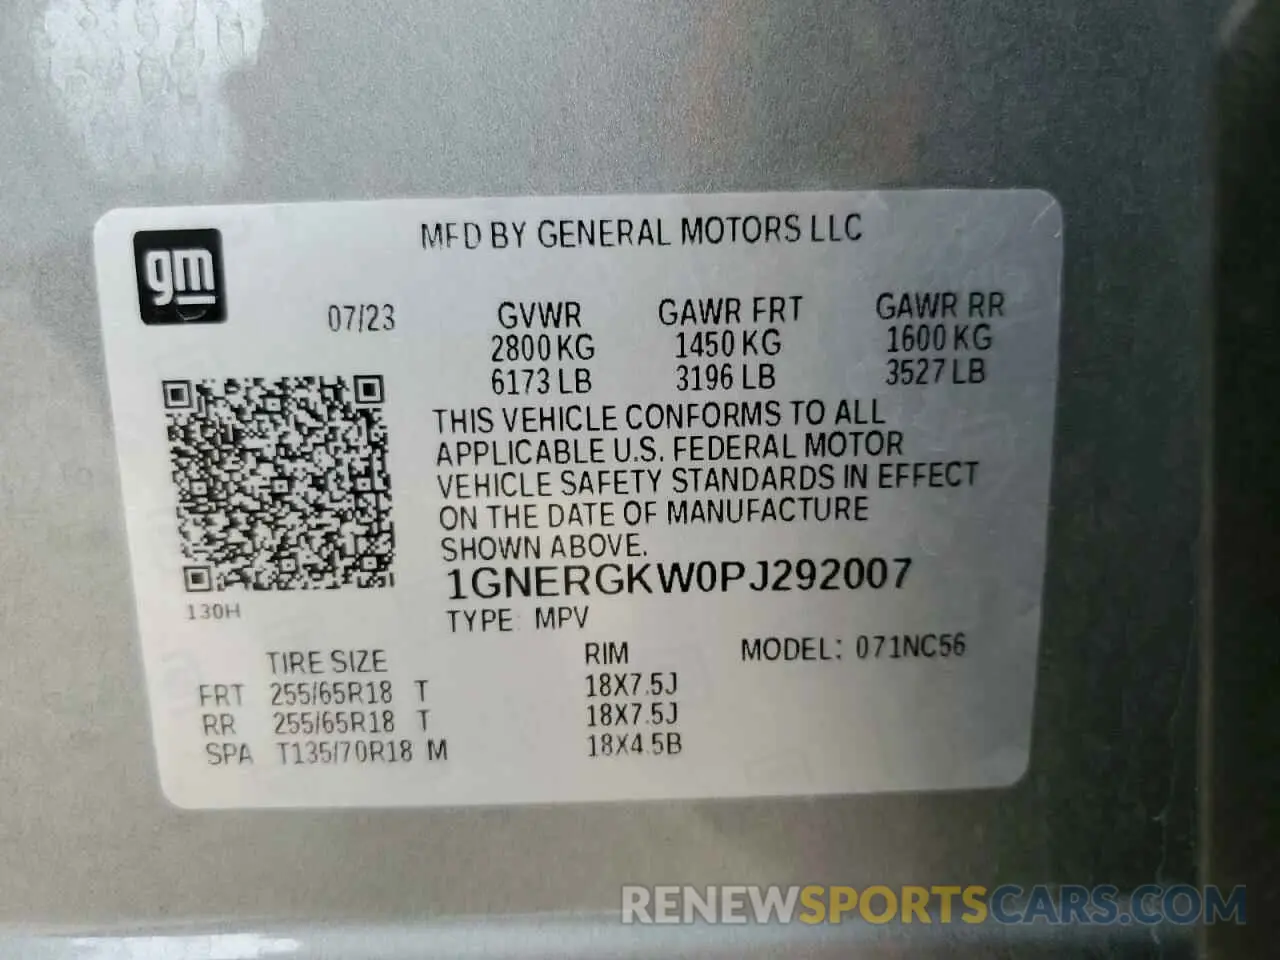 MFD BY GENERAL MOTORS LLC
gm
07/23 GVWR GAWR FRT GAWR RR
2800 KG 1450 KG 1600 KG
6173 LB 3196 LB 3527 LB
THIS VEHICLE CONFORMS TO ALL
APPLICABLE U.S. FEDERAL MOTOR
VEHICLE SAFETY STANDARDS IN EFFECT
ON THE DATE OF MANUFACTURE
SHOWN ABOVE.
1GNERGKW0PJ292007
130H
TYPE: MPV
TIRE SIZE RIM MODEL: 071NC56
FRT 255/65R18 T 18X7.5J
RR 255/65R18 T 18X7.5J
SPA T135/70R18 M 18X4.5B
RENEWSPORTSCARS.COM